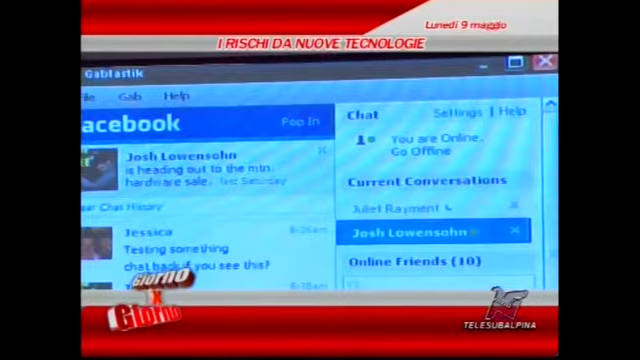 Lunedì 9 maggio
I RISCHI DA NUOVE TECNOLOGIE
Gabtastik
ile Gab Help
acebook
Pop In
Josh Lowensohn
is heading out to the mtn.
hardware sale. last Saturday
ear Chat History
Jessica
8:26am
Testing something
chat back if you see this?
8:38am
Chat
Settings | Help
You are Online.
Go Offline
Current Conversations
Juliet Rayment
Josh Lowensohn
Online Friends (10)
Giorno
X
Giorno
TELESUBALPINA